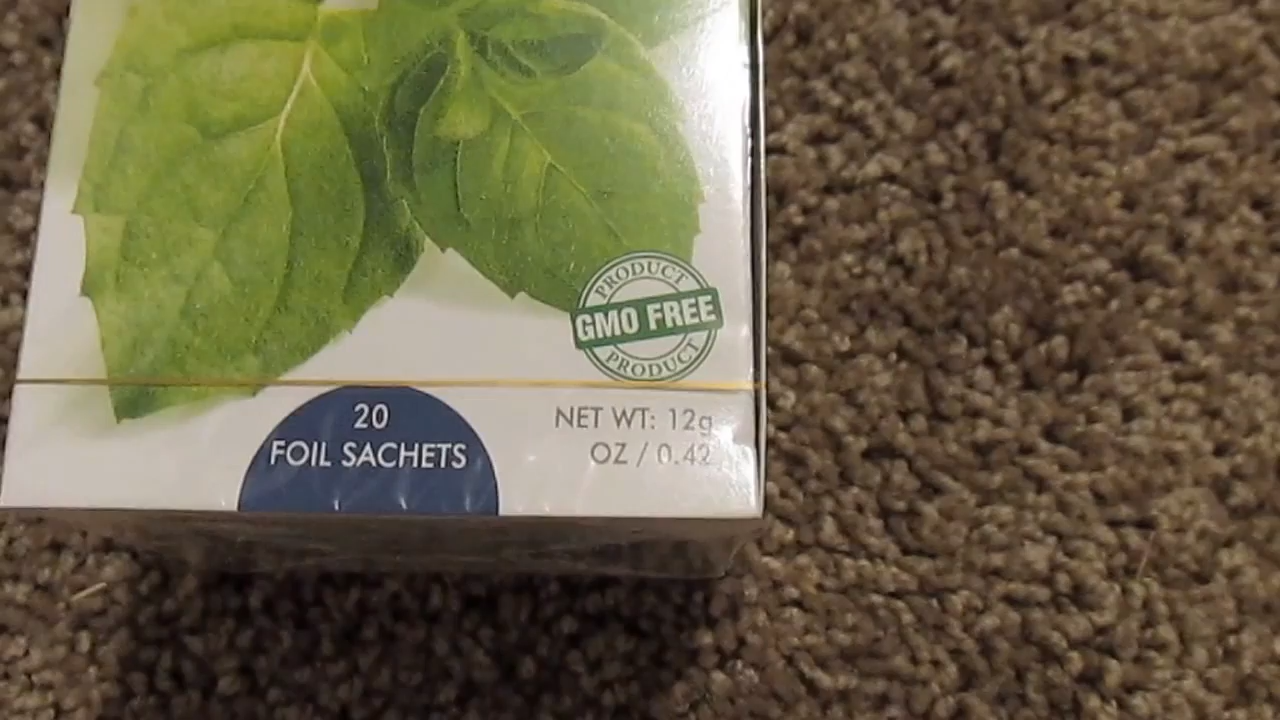 PRODUCT
GMO FREE
PRODUCT
20
FOIL SACHETS
NET WT: 12g
OZ / 0.42